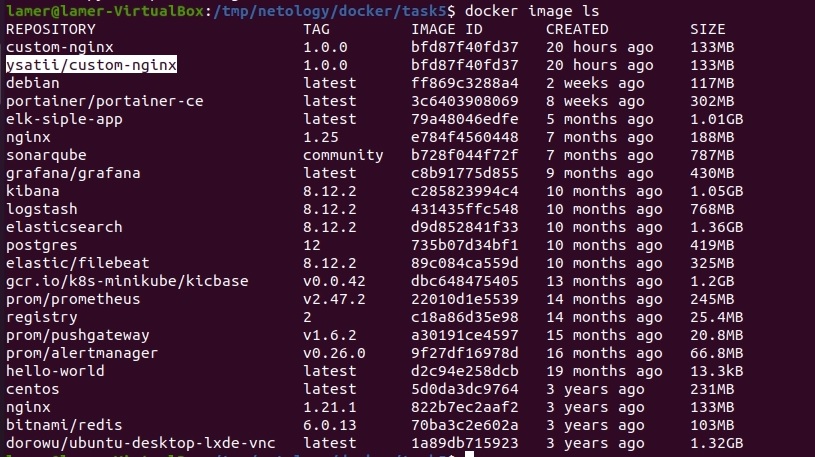 lamer@lamer-VirtualBox:/tmp/netology/docker/task5$ docker image ls
REPOSITORY TAG IMAGE ID CREATED SIZE
custom-nginx 1.0.0 bfd87f40fd37 20 hours ago 133MB
ysatii/custom-nginx 1.0.0 bfd87f40fd37 20 hours ago 133MB
debian latest ff869c3288a4 2 weeks ago 117MB
portainer/portainer-ce latest 3c6403908069 8 weeks ago 302MB
elk-siple-app latest 79a48046edfe 5 months ago 1.01GB
nginx 1.25 e784f4560448 7 months ago 188MB
sonarqube community b728f044f72f 7 months ago 787MB
grafana/grafana latest c8b91775d855 9 months ago 430MB
kibana 8.12.2 c285823994c4 10 months ago 1.05GB
logstash 8.12.2 431435ffc548 10 months ago 768MB
elasticsearch 8.12.2 d9d852841f33 10 months ago 1.36GB
postgres 12 735b07d34bf1 10 months ago 419MB
elastic/filebeat 8.12.2 89c084ca559d 10 months ago 325MB
gcr.io/k8s-minikube/kicbase v0.0.42 dbc648475405 13 months ago 1.2GB
prom/prometheus v2.47.2 22010d1e5539 14 months ago 245MB
registry 2 c18a86d35e98 14 months ago 25.4MB
prom/pushgateway v1.6.2 a30191ce4597 15 months ago 20.8MB
prom/alertmanager v0.26.0 9f27df16978d 16 months ago 66.8MB
hello-world latest d2c94e258dcb 19 months ago 13.3kB
centos latest 5d0da3dc9764 3 years ago 231MB
nginx 1.21.1 822b7ec2aaf2 3 years ago 133MB
bitnami/redis 6.0.13 70ba3c2e602a 3 years ago 103MB
dorowu/ubuntu-desktop-lxde-vnc latest 1a89db715923 3 years ago 1.32GB